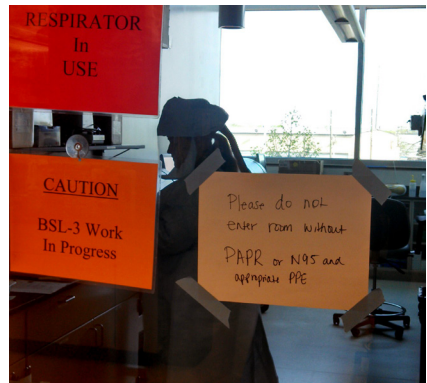 RESPIRATOR
In
USE
CAUTION
BSL-3 Work
In Progress
Please do not
enter room without
PAPR or N95 and
appropriate PPE